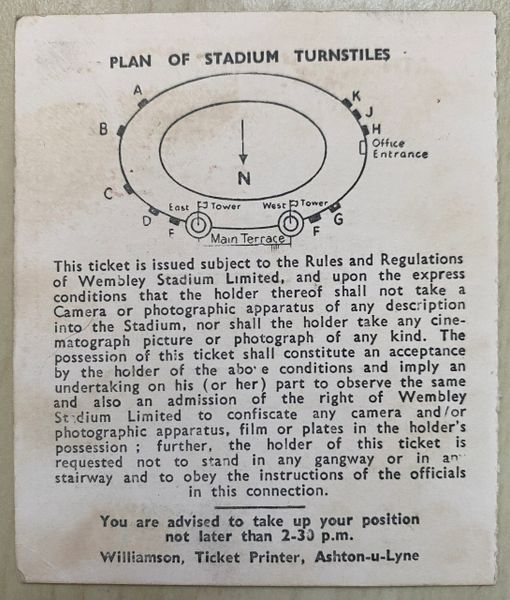 PLAN OF STADIUM TURNSTILES
A
K
J
B
H
Office
Entrance
N
C
East Tower
West Tower
D
F
F
G
Main Terrace
This ticket is issued subject to the Rules and Regulations
of Wembley Stadium Limited, and upon the express
conditions that the holder thereof shall not take a
Camera or photographic apparatus of any description
into the Stadium, nor shall the holder take any cine-
matograph picture or photograph of any kind. The
possession of this ticket shall constitute an acceptance
by the holder of the above conditions and imply an
undertaking on his (or her) part to observe the same
and also an admission of the right of Wembley
Stadium Limited to confiscate any camera and/or
photographic apparatus, film or plates in the holder's
possession ; further, the holder of this ticket is
requested not to stand in any gangway or in any
stairway and to obey the instructions of the officials
in this connection.
You are advised to take up your position
not later than 2-30 p.m.
Williamson, Ticket Printer, Ashton-u-Lyne